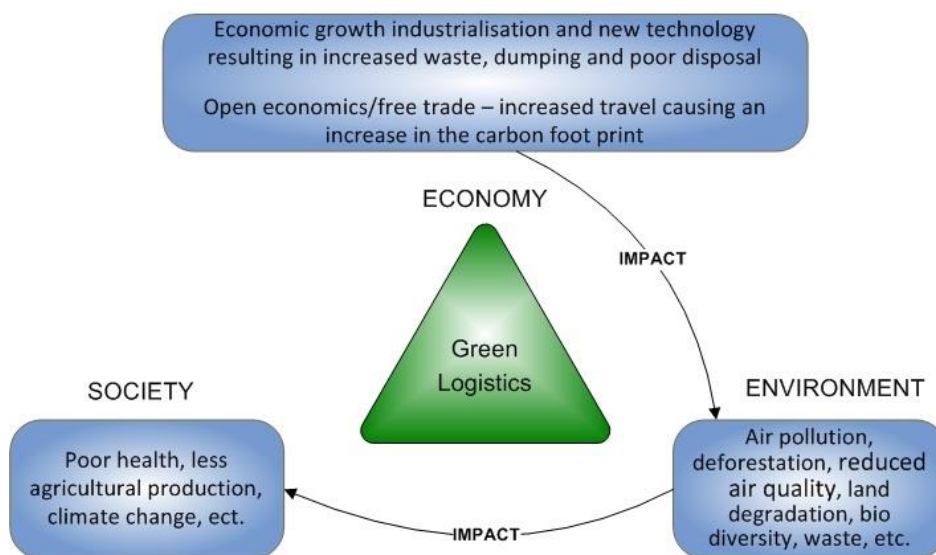 Economic growth industrialisation and new technology
resulting in increased waste, dumping and poor disposal
Open economics/free trade – increased travel causing an
increase in the carbon foot print
ECONOMY
IMPACT
Green
Logistics
SOCIETY
ENVIRONMENT
Poor health, less
agricultural production,
climate change, ect.
Air pollution,
deforestation, reduced
air quality, land
degradation, bio
diversity, waste, etc.
IMPACT